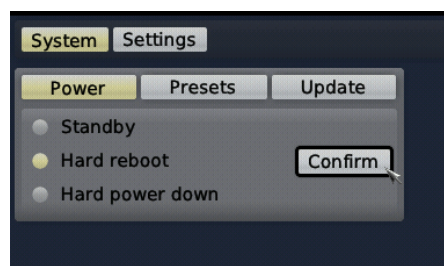 System Settings
Power Presets Update
Standby
Hard reboot Confirm
Hard power down